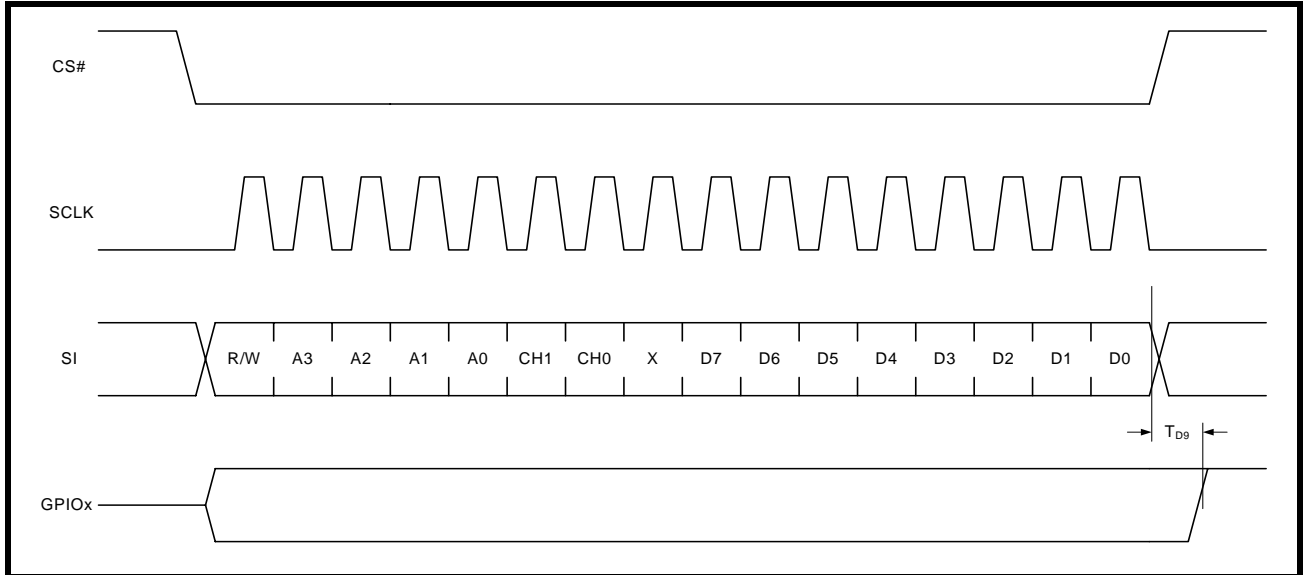 CS#
SCLK
SI R/W A3 A2 A1 A0 CH1 CH0 X D7 D6 D5 D4 D3 D2 D1 D0
TD9
GPIOx